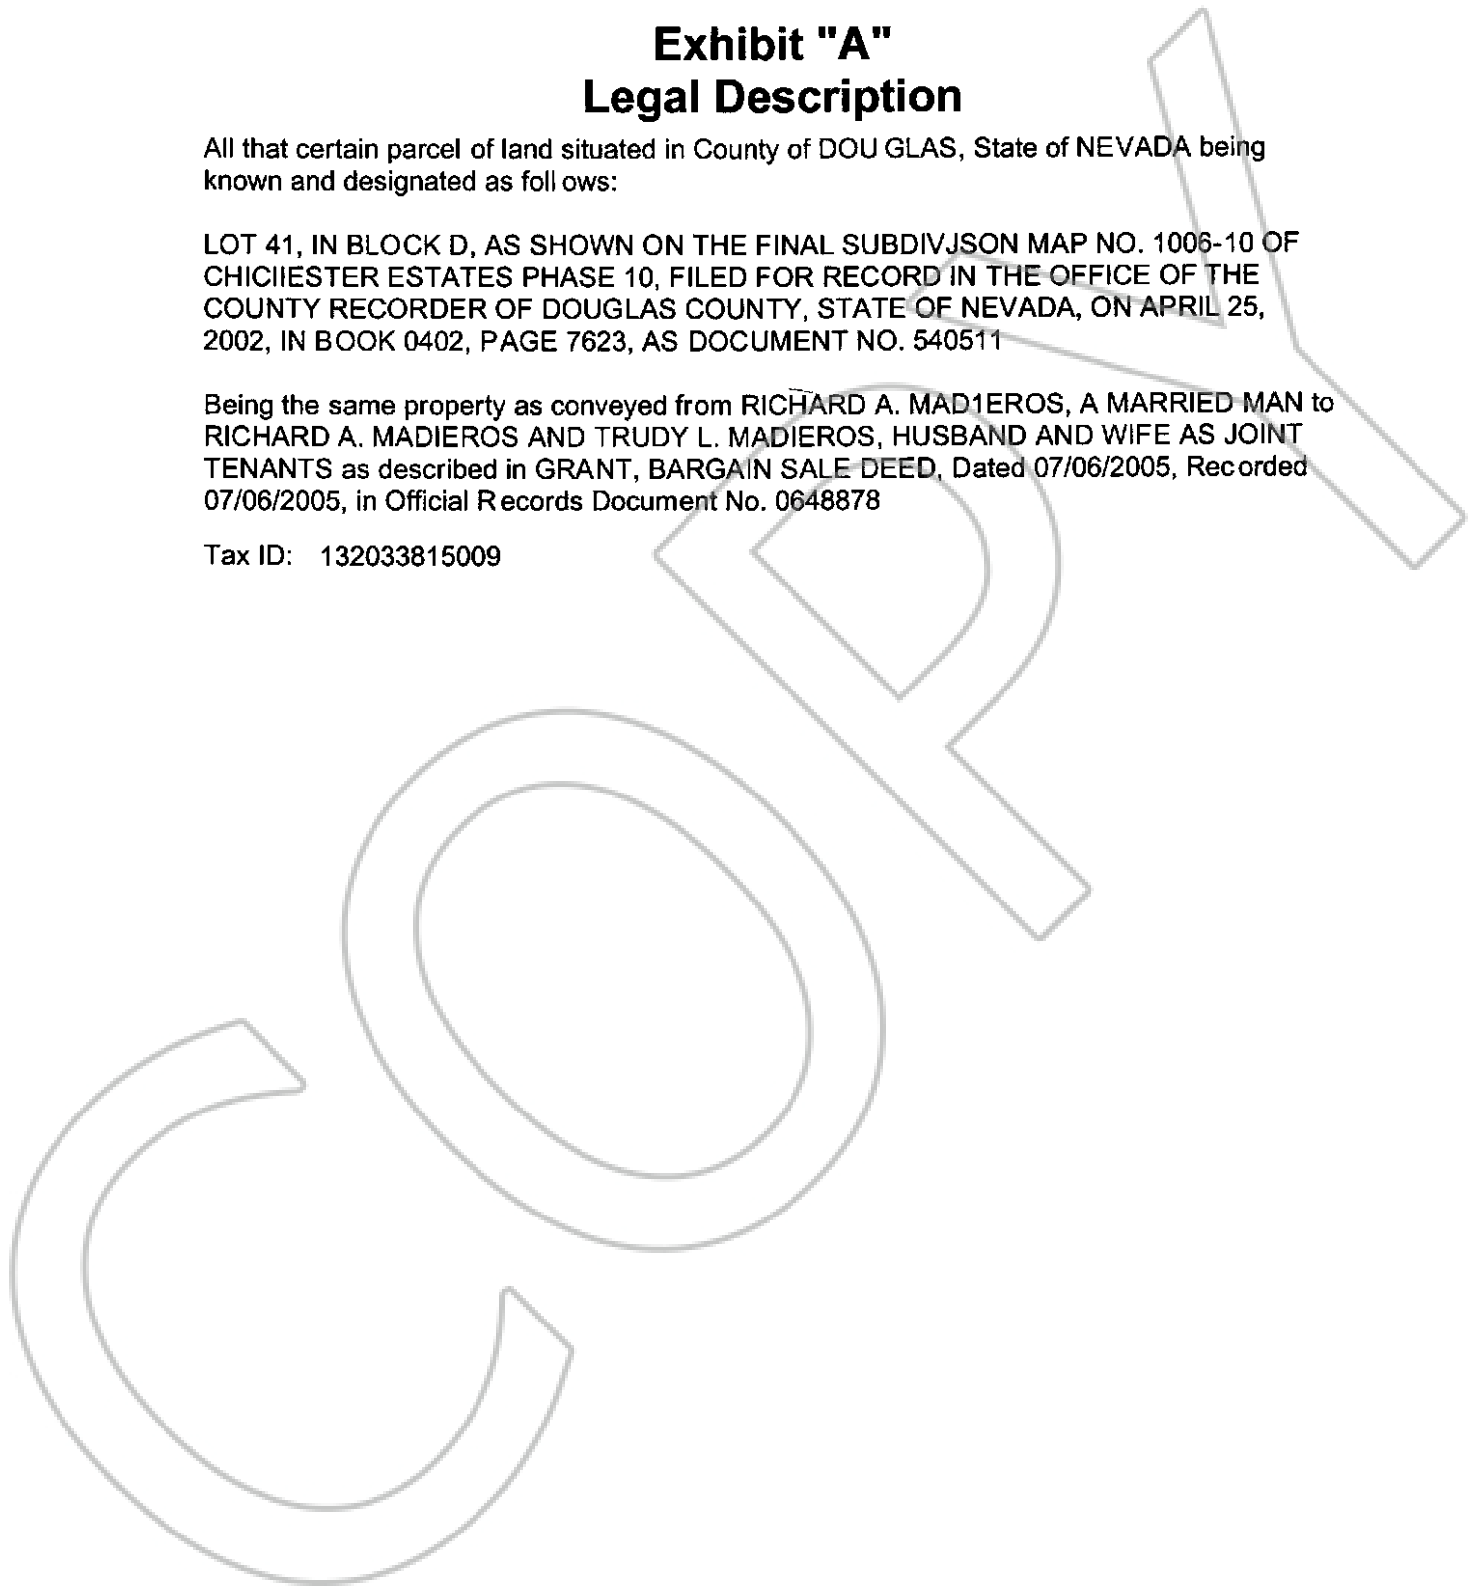 Exhibit "A"
Legal Description
All that certain parcel of land situated in County of DOU GLAS, State of NEVADA being
known and designated as foll ows:
LOT 41, IN BLOCK D, AS SHOWN ON THE FINAL SUBDIVJSON MAP NO. 1006-10 OF
CHICIIESTER ESTATES PHASE 10, FILED FOR RECORD IN THE OFFICE OF THE
COUNTY RECORDER OF DOUGLAS COUNTY, STATE OF NEVADA, ON APRIL 25,
2002, IN BOOK 0402, PAGE 7623, AS DOCUMENT NO. 540511
Being the same property as conveyed from RICHARD A. MAD1EROS, A MARRIED MAN to
RICHARD A. MADIEROS AND TRUDY L. MADIEROS, HUSBAND AND WIFE AS JOINT
TENANTS as described in GRANT, BARGAIN SALE DEED, Dated 07/06/2005, Recorded
07/06/2005, in Official Records Document No. 0648878
Tax ID: 132033815009
COPY